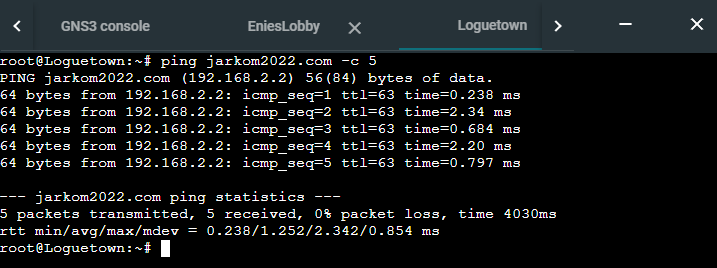 GNS3 console EniesLobby Loguetown
root@Loguetown:~# ping jarkom2022.com -c 5
PING jarkom2022.com (192.168.2.2) 56(84) bytes of data.
64 bytes from 192.168.2.2: icmp_seq=1 ttl=63 time=0.238 ms
64 bytes from 192.168.2.2: icmp_seq=2 ttl=63 time=2.34 ms
64 bytes from 192.168.2.2: icmp_seq=3 ttl=63 time=0.684 ms
64 bytes from 192.168.2.2: icmp_seq=4 ttl=63 time=2.20 ms
64 bytes from 192.168.2.2: icmp_seq=5 ttl=63 time=0.797 ms
--- jarkom2022.com ping statistics ---
5 packets transmitted, 5 received, 0% packet loss, time 4030ms
rtt min/avg/max/mdev = 0.238/1.252/2.342/0.854 ms
root@Loguetown:~#